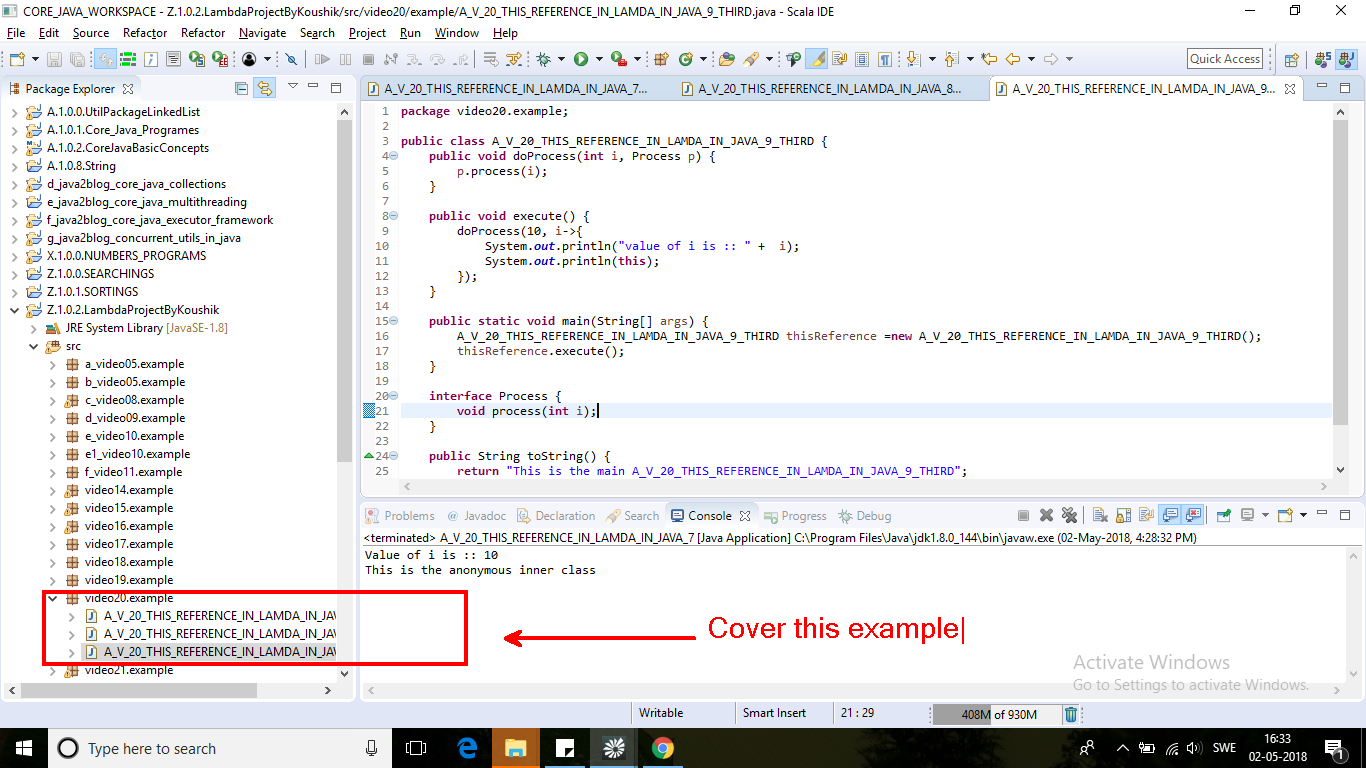 CORE_JAVA_WORKSPACE - Z.1.0.2.LambdaProjectByKoushik/src/video20/example/A_V_20_THIS_REFERENCE_IN_LAMDA_IN_JAVA_9_THIRD.java - Scala IDE
File Edit Source Refactor Refactor Navigate Search Project Run Window Help
Quick Access
Package Explorer
A.1.0.0.UtilPackageLinkedList
A.1.0.1.Core_Java_Programes
A.1.0.2.CoreJavaBasicConcepts
A.1.0.8.String
d_java2blog_core_java_collections
e_java2blog_core_java_multithreading
f_java2blog_core_java_executor_framework
g_java2blog_concurrent_utils_in_java
X.1.0.0.NUMBERS_PROGRAMS
Z.1.0.0.SEARCHINGS
Z.1.0.1.SORTINGS
Z.1.0.2.LambdaProjectByKoushik
JRE System Library [JavaSE-1.8]
src
a_video05.example
b_video05.example
c_video08.example
d_video09.example
e_video10.example
e1_video10.example
f_video11.example
video14.example
video15.example
video16.example
video17.example
video18.example
video19.example
video20.example
A_V_20_THIS_REFERENCE_IN_LAMDA_IN_JAV
A_V_20_THIS_REFERENCE_IN_LAMDA_IN_JAV
A_V_20_THIS_REFERENCE_IN_LAMDA_IN_JAV
video21.example
A_V_20_THIS_REFERENCE_IN_LAMDA_IN_JAVA_7... A_V_20_THIS_REFERENCE_IN_LAMDA_IN_JAVA_8... A_V_20_THIS_REFERENCE_IN_LAMDA_IN_JAVA_9...
1 package video20.example;
2
3 public class A_V_20_THIS_REFERENCE_IN_LAMDA_IN_JAVA_9_THIRD {
4 public void doProcess(int i, Process p) {
5 p.process(i);
6 }
7
8 public void execute() {
9 doProcess(10, i->{
10 System.out.println("value of i is :: " + i);
11 System.out.println(this);
12 });
13 }
14
15 public static void main(String[] args) {
16 A_V_20_THIS_REFERENCE_IN_LAMDA_IN_JAVA_9_THIRD thisReference =new A_V_20_THIS_REFERENCE_IN_LAMDA_IN_JAVA_9_THIRD();
17 thisReference.execute();
18 }
19
20 interface Process {
21 void process(int i);
22 }
23
24 public String toString() {
25 return "This is the main A_V_20_THIS_REFERENCE_IN_LAMDA_IN_JAVA_9_THIRD";
Problems @ Javadoc Declaration Search Console Progress Debug
<terminated> A_V_20_THIS_REFERENCE_IN_LAMDA_IN_JAVA_7 [Java Application] C:\Program Files\Java\jdk1.8.0_144\bin\javaw.exe (02-May-2018, 4:28:32 PM)
Value of i is :: 10
This is the anonymous inner class
Cover this example
Activate Windows
Go to Settings to activate Windows.
Writable Smart Insert 21 : 29 408M of 930M
Type here to search
SWE
16:33
02-05-2018
1